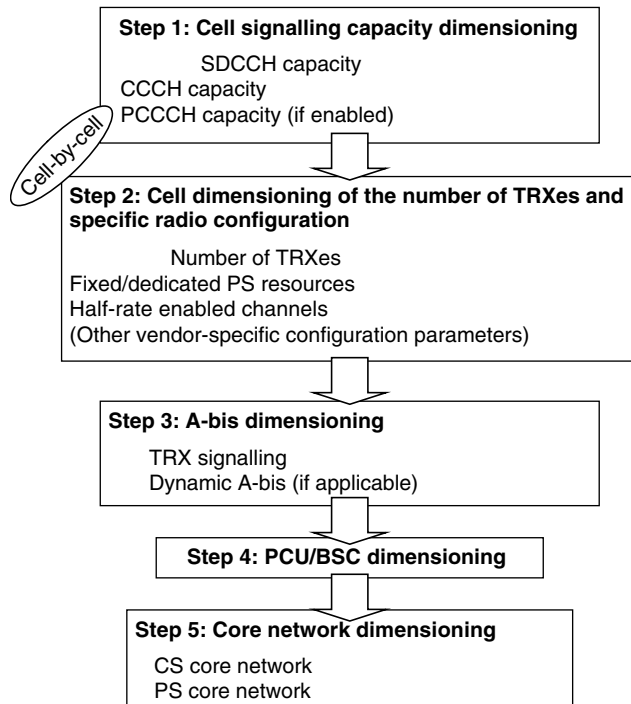 Step 1: Cell signalling capacity dimensioning
SDCCH capacity
CCCH capacity
PCCCH capacity (if enabled)
Cell-by-cell
Step 2: Cell dimensioning of the number of TRXes and
specific radio configuration
Number of TRXes
Fixed/dedicated PS resources
Half-rate enabled channels
(Other vendor-specific configuration parameters)
Step 3: A-bis dimensioning
TRX signalling
Dynamic A-bis (if applicable)
Step 4: PCU/BSC dimensioning
Step 5: Core network dimensioning
CS core network
PS core network